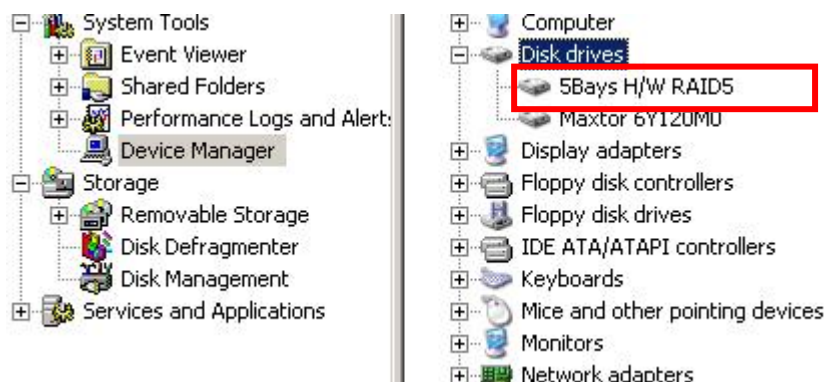 System Tools
Event Viewer
Shared Folders
Performance Logs and Alert
Device Manager
Storage
Removable Storage
Disk Defragmenter
Disk Management
Services and Applications
Computer
Disk drives
5Bays H/W RAID5
Maxtor 6Y120M0
Display adapters
Floppy disk controllers
Floppy disk drives
IDE ATA/ATAPI controllers
Keyboards
Mice and other pointing devices
Monitors
Network adapters